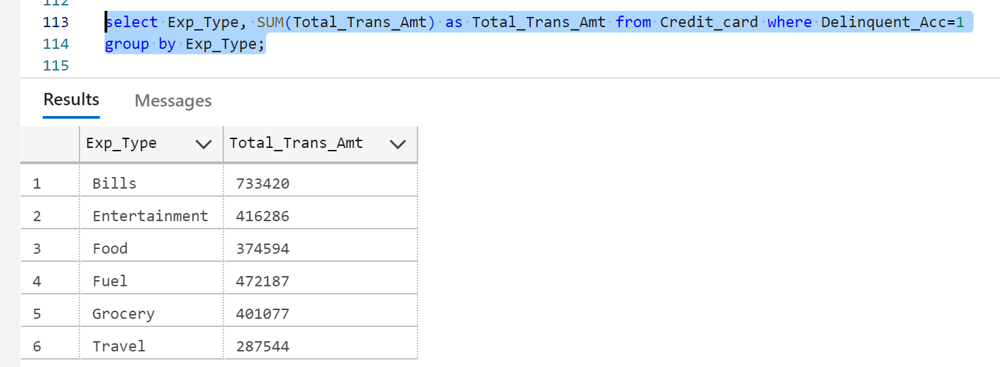 112
113 select Exp_Type, SUM(Total_Trans_Amt) as Total_Trans_Amt from Credit_card where Delinquent_Acc=1
114 group by Exp_Type;
115
Results Messages
Exp_Type Total_Trans_Amt
1 Bills 733420
2 Entertainment 416286
3 Food 374594
4 Fuel 472187
5 Grocery 401077
6 Travel 287544